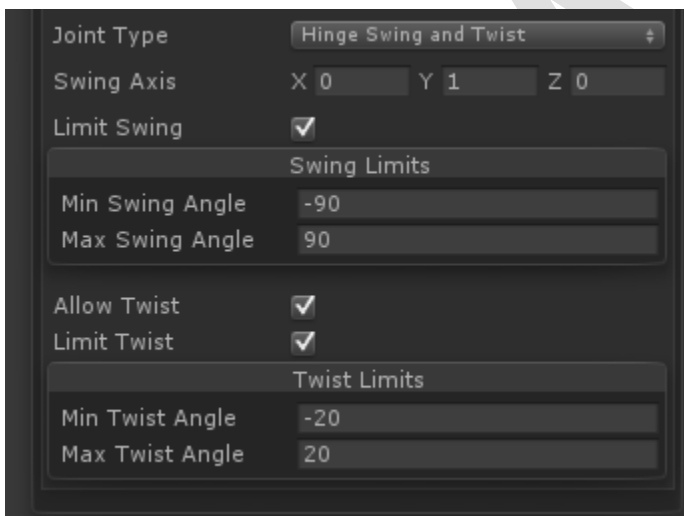 Joint Type Hinge Swing and Twist
Swing Axis X 0 Y 1 Z 0
Limit Swing
Swing Limits
Min Swing Angle -90
Max Swing Angle 90
Allow Twist
Limit Twist
Twist Limits
Min Twist Angle -20
Max Twist Angle 20